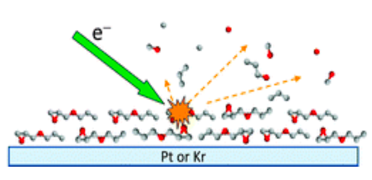 e⁻
Pt or Kr